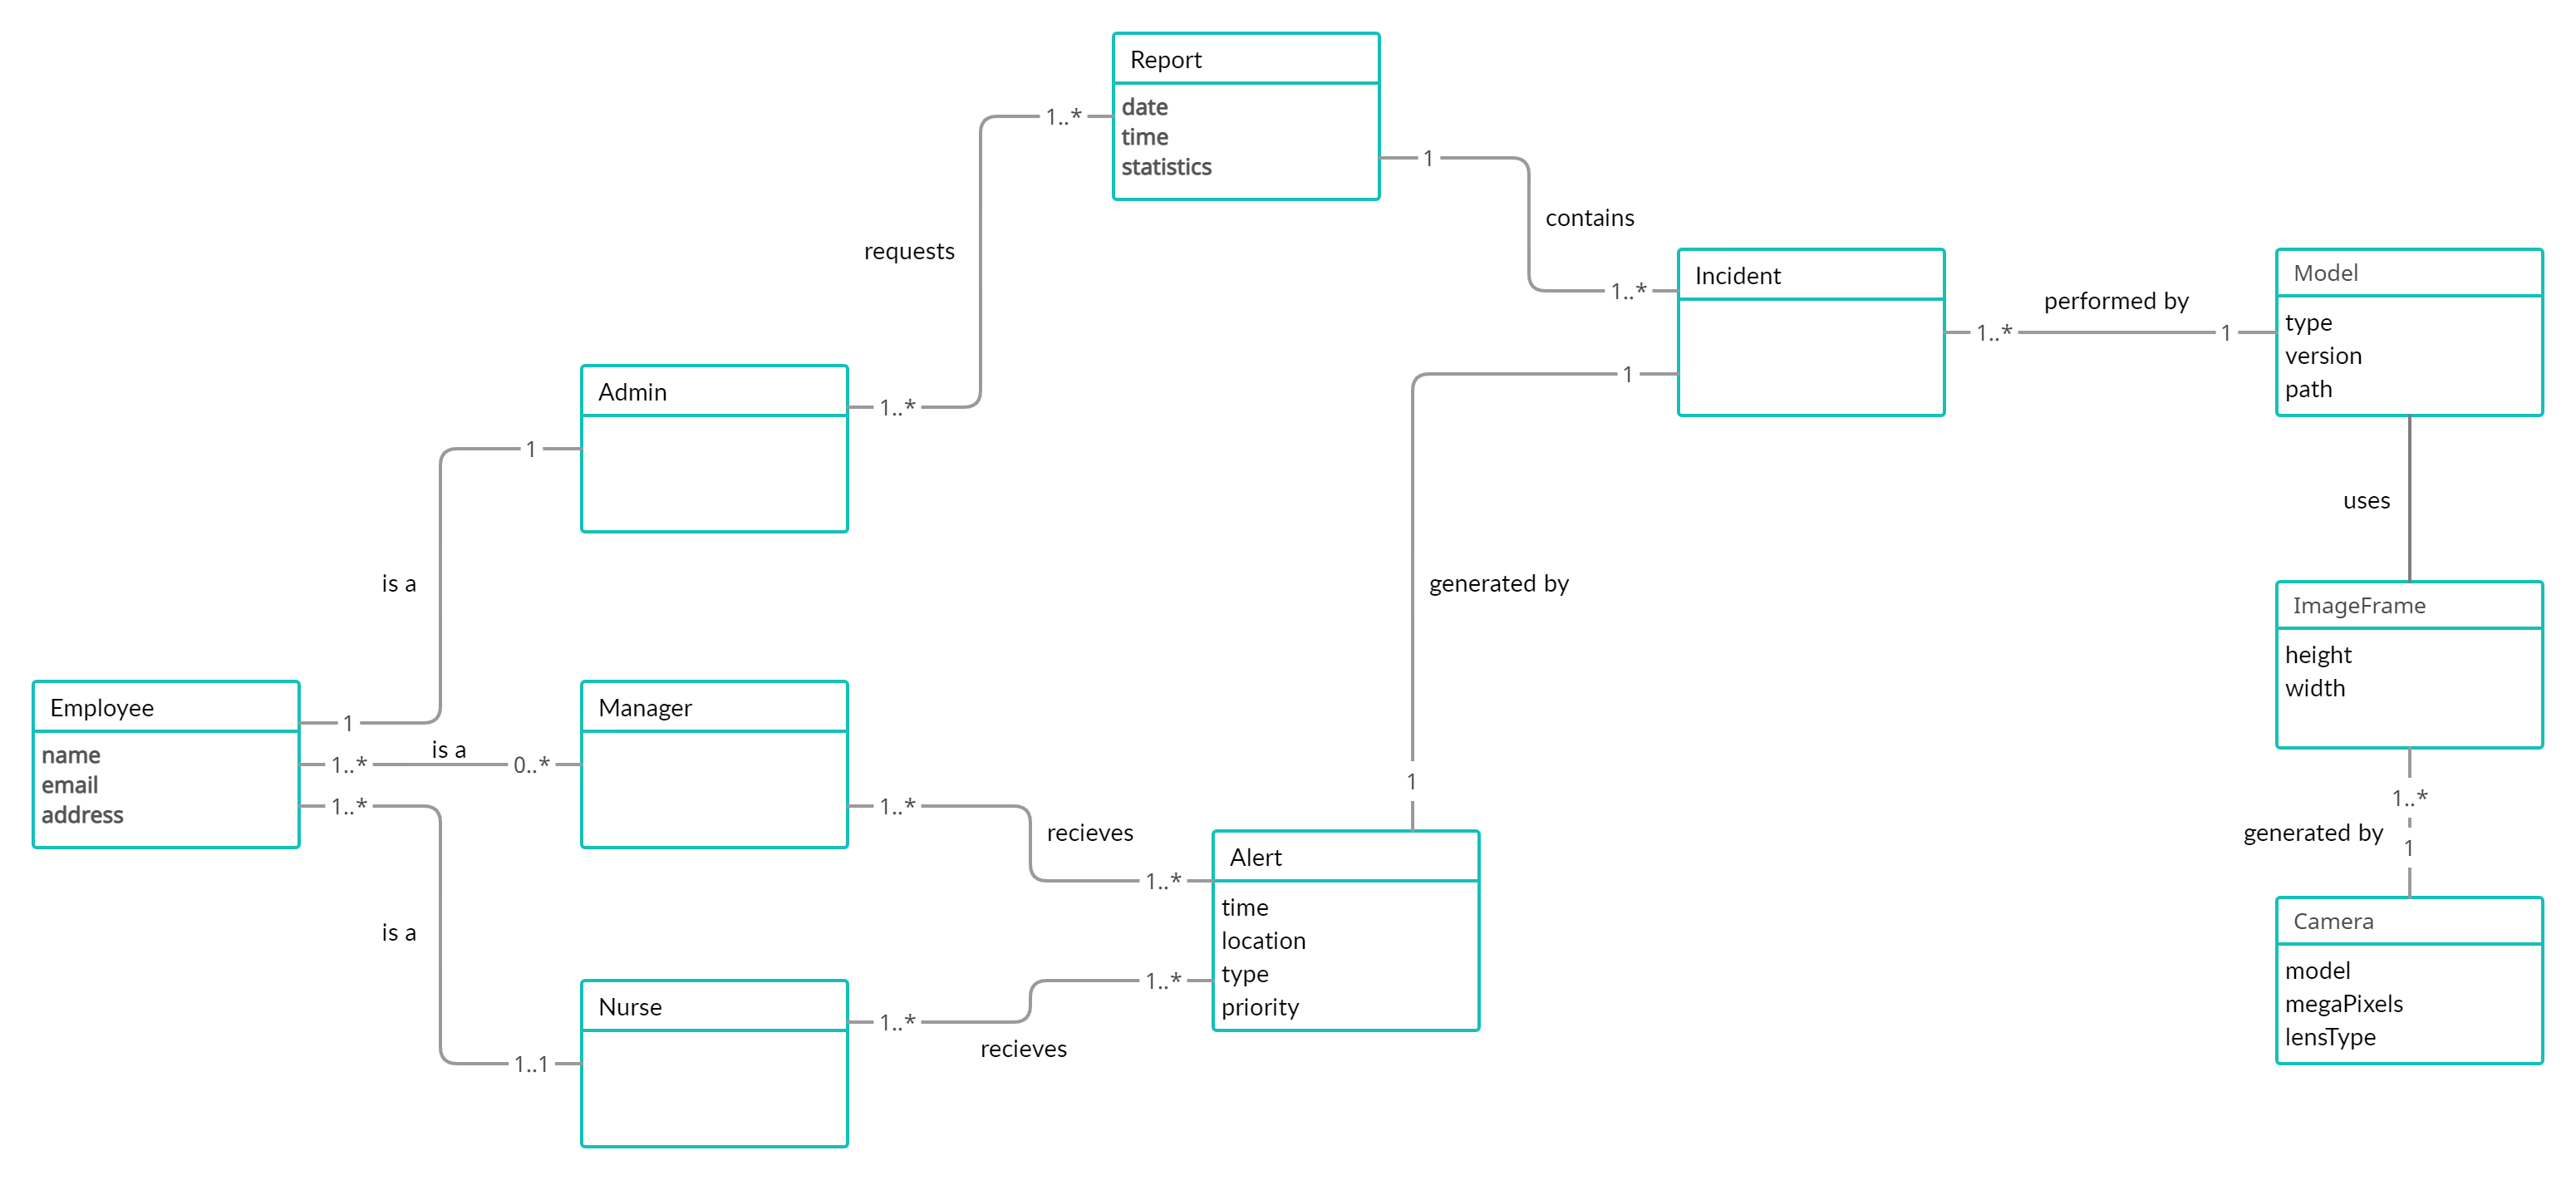 Report
date
time
statistics
1..*
1
contains
requests
1..*
Incident
1..*
performed by
1
Model
type
version
path
1
Admin
1..*
1
uses
is a
generated by
ImageFrame
height
width
Employee
name
email
address
1
1..*
is a
0..*
1..*
Manager
1..*
recieves
1..*
1
Alert
time
location
type
priority
1..*
generated by
1
Camera
model
megaPixels
lensType
is a
1..1
Nurse
1..*
1..*
recieves